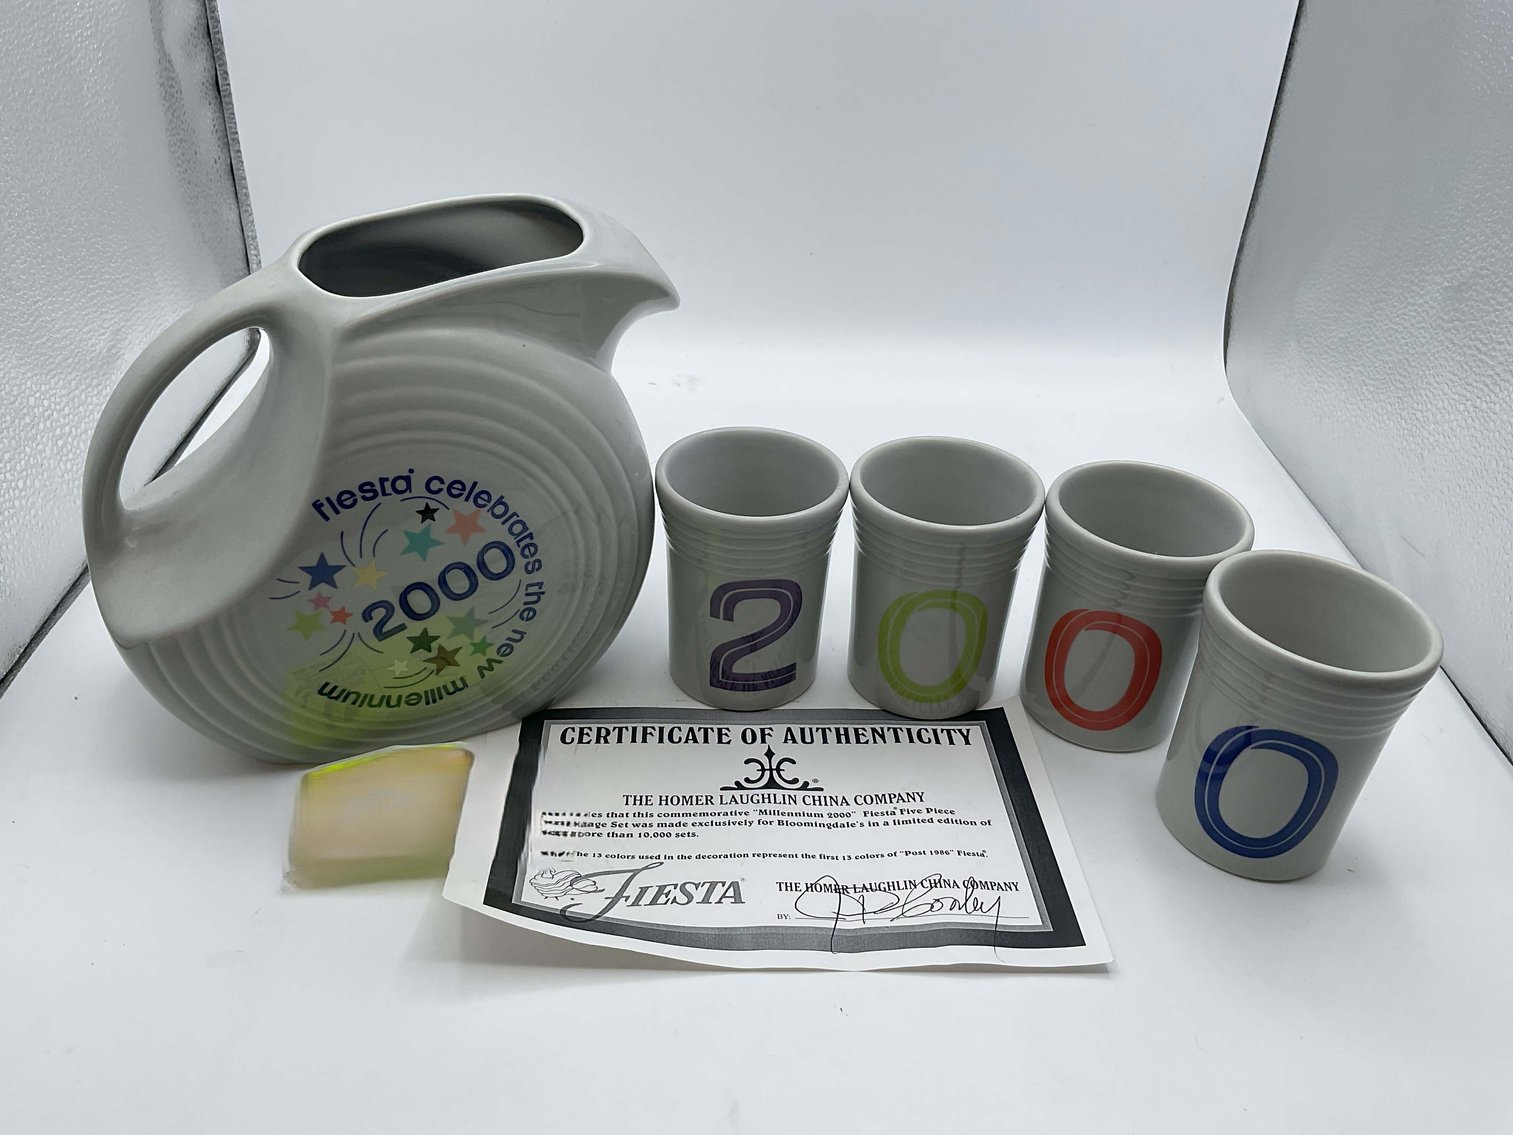 fiesta celebrates the new millennium
2000
2
0
0
0
CERTIFICATE OF AUTHENTICITY
®
THE HOMER LAUGHLIN CHINA COMPANY
that this commemorative "Millennium 2000" Fiesta® Five Piece
Set was made exclusively for Bloomingdale's in a limited edition of
than 10,000 sets.
13 colors used in the decoration represent the first 13 colors of "Post 1986" Fiesta®.
FIESTA®
THE HOMER LAUGHLIN CHINA COMPANY
BY: